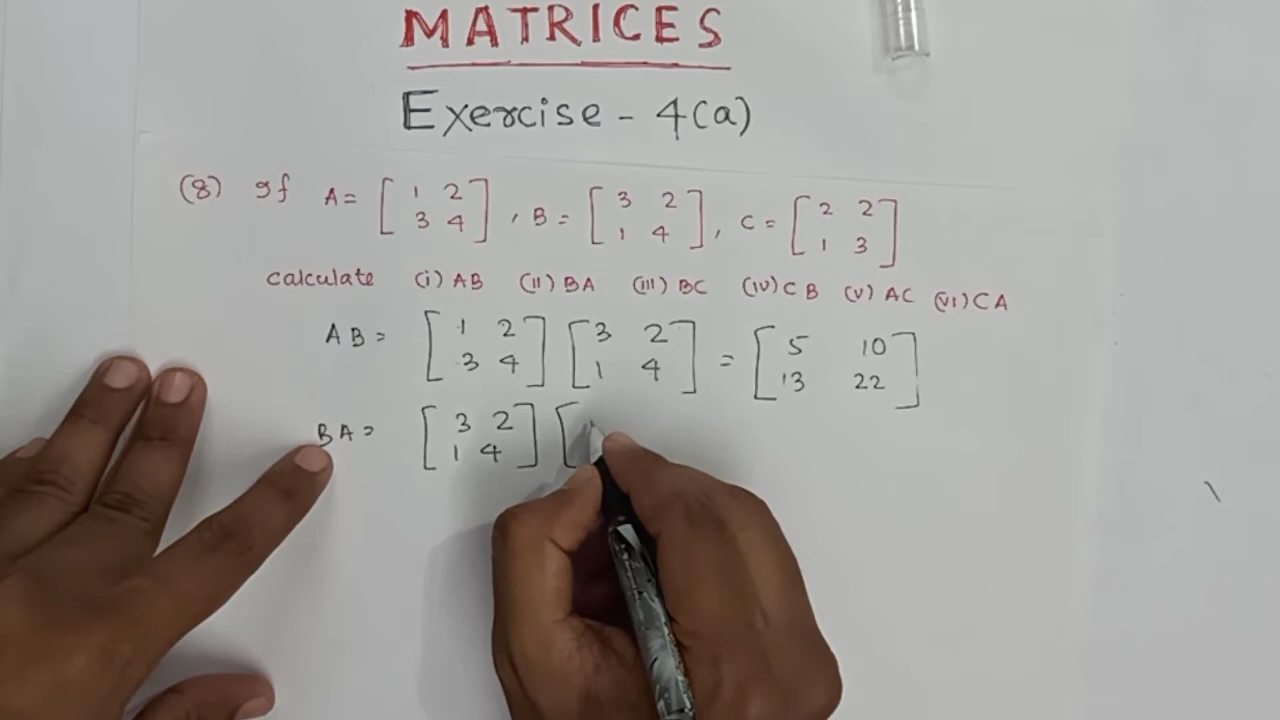 MATRICES
Exercise - 4(a)
(8) If A = [ 1 2 3 4 ] , B = [ 3 2 1 4 ] , C = [ 2 2 1 3 ]
calculate (i) AB (II) BA (III) BC (IV) CB (V) AC (VI) CA
AB = [ 1 2 3 4 ] [ 3 2 1 4 ] = [ 5 10 13 22 ]
BA = [ 3 2 1 4 ] [